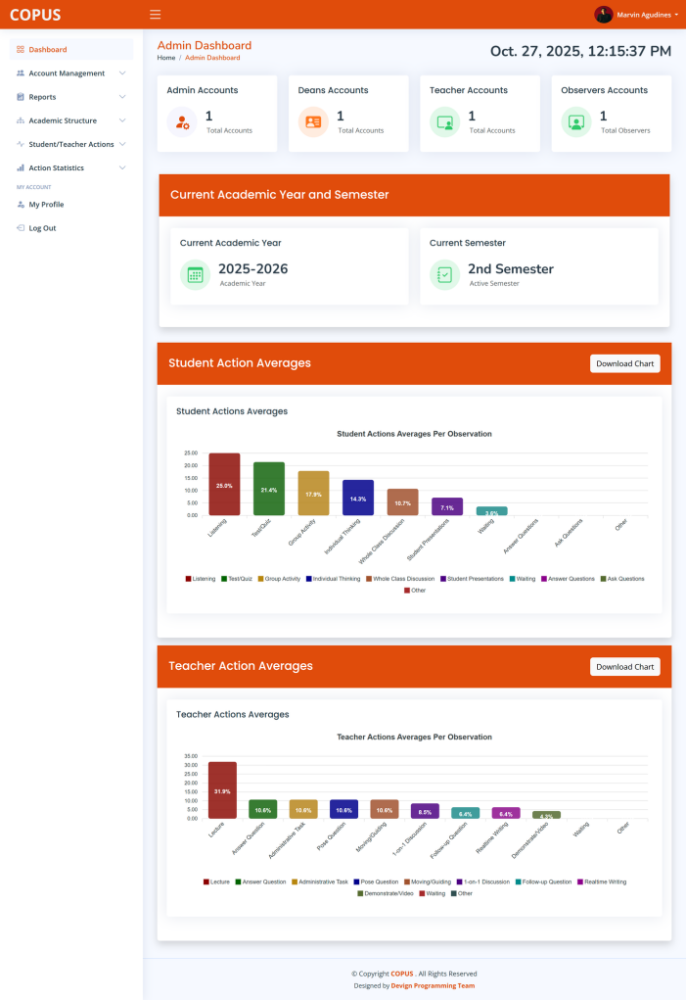 COPUS
Marvin Agudines
Dashboard
Account Management
Reports
Academic Structure
Student/Teacher Actions
Action Statistics
MY ACCOUNT
My Profile
Log Out
Admin Dashboard
Home / Admin Dashboard
Oct. 27, 2025, 12:15:37 PM
Admin Accounts
1
Total Accounts
Deans Accounts
1
Total Accounts
Teacher Accounts
1
Total Accounts
Observers Accounts
1
Total Observers
Current Academic Year and Semester
Current Academic Year
2025-2026
Academic Year
Current Semester
2nd Semester
Active Semester
Student Action Averages
Download Chart
Student Actions Averages
Student Actions Averages Per Observation
25.00
20.00
15.00
10.00
5.00
0.00
25.0%
21.4%
17.9%
14.3%
10.7%
7.1%
3.6%
Listening
Test/Quiz
Group Activity
Individual Thinking
Whole Class Discussion
Student Presentations
Waiting
Answer Questions
Ask Questions
Other
Listening Test/Quiz Group Activity Individual Thinking Whole Class Discussion Student Presentations Waiting Answer Questions Ask Questions
Other
Teacher Action Averages
Download Chart
Teacher Actions Averages
Teacher Actions Averages Per Observation
35.00
30.00
25.00
20.00
15.00
10.00
5.00
0.00
31.9%
10.6%
10.6%
10.6%
10.6%
8.5%
6.4%
6.4%
4.3%
Lecture
Answer Question
Administrative Task
Pose Question
Moving/Guiding
1-on-1 Discussion
Follow-up Question
Realtime Writing
Demonstrate/Video
Waiting
Other
Lecture Answer Question Administrative Task Pose Question Moving/Guiding 1-on-1 Discussion Follow-up Question Realtime Writing
Demonstrate/Video Waiting Other
© Copyright COPUS . All Rights Reserved
Designed by Devign Programming Team